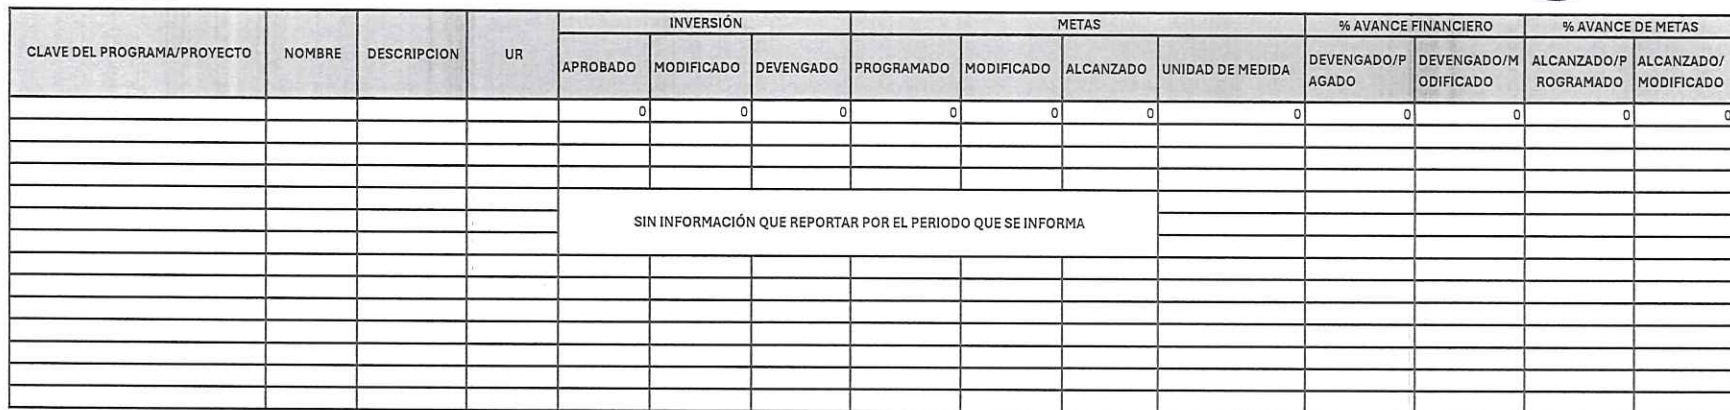 INVERSIÓN METAS % AVANCE FINANCIERO % AVANCE DE METAS
CLAVE DEL PROGRAMA/PROYECTO NOMBRE DESCRIPCION UR
APROBADO MODIFICADO DEVENGADO PROGRAMADO MODIFICADO ALCANZADO UNIDAD DE MEDIDA
DEVENGADO/P
AGADO
DEVENGADO/M
ODIFICADO
ALCANZADO/P
ROGRAMADO
ALCANZADO/
MODIFICADO
0 0 0 0 0 0 0 0 0 0 0
SIN INFORMACIÓN QUE REPORTAR POR EL PERIODO QUE SE INFORMA